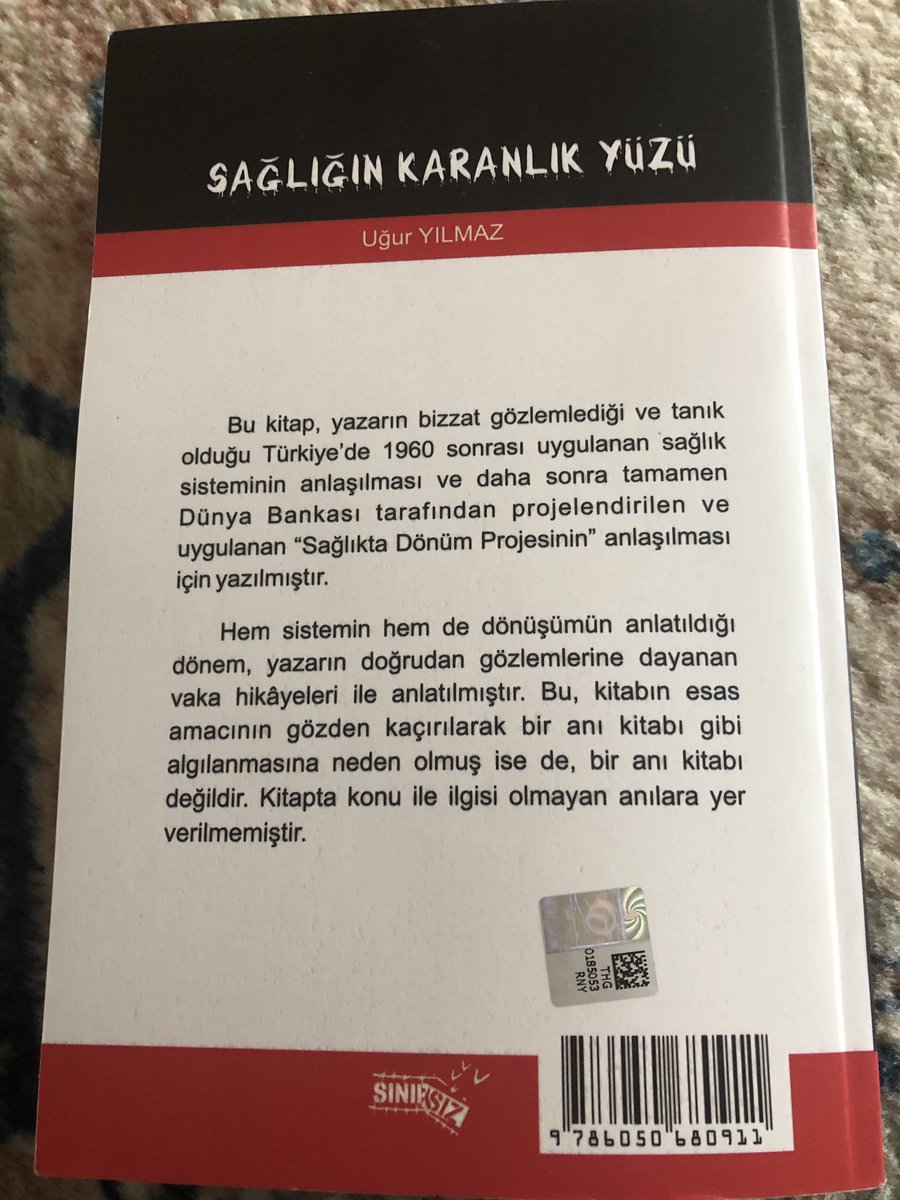 SAĞLIĞIN KARANLIK YÜZÜ
Uğur YILMAZ
Bu kitap, yazarın bizzat gözlemlediği ve tanık
olduğu Türkiye’de 1960 sonrası uygulanan sağlık
sisteminin anlaşılması ve daha sonra tamamen
Dünya Bankası tarafından projelendirilen ve
uygulanan “Sağlıkta Dönüm Projesinin” anlaşılması
için yazılmıştır.
Hem sistemin hem de dönüşümün anlatıldığı
dönem, yazarın doğrudan gözlemlerine dayanan
vaka hikâyeleri ile anlatılmıştır. Bu, kitabın esas
amacının gözden kaçırılarak bir anı kitabı gibi
algılanmasına neden olmuş ise de, bir anı kitabı
değildir. Kitapta konu ile ilgisi olmayan anılara yer
verilmemiştir.
THG
0185053
RNY
SINIFSIZ
9 786050 680911